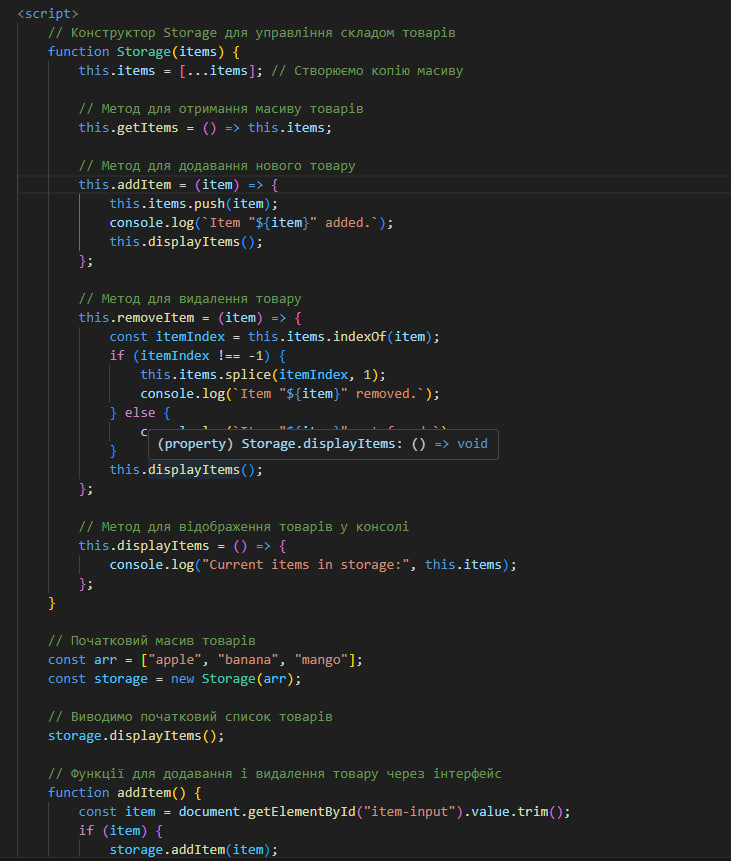 <script>
// Конструктор Storage для управління складом товарів
function Storage(items) {
this.items = [...items]; // Створюємо копію масиву
// Метод для отримання масиву товарів
this.getItems = () => this.items;
// Метод для додавання нового товару
this.addItem = (item) => {
this.items.push(item);
console.log(`Item "${item}" added.`);
this.displayItems();
};
// Метод для видалення товару
this.removeItem = (item) => {
const itemIndex = this.items.indexOf(item);
if (itemIndex !== -1) {
this.items.splice(itemIndex, 1);
console.log(`Item "${item}" removed.`);
} else {
(property) Storage.displayItems: () => void
}
this.displayItems();
};
// Метод для відображення товарів у консолі
this.displayItems = () => {
console.log("Current items in storage:", this.items);
};
}
// Початковий масив товарів
const arr = ["apple", "banana", "mango"];
const storage = new Storage(arr);
// Виводимо початковий список товарів
storage.displayItems();
// Функції для додавання і видалення товару через інтерфейс
function addItem() {
const item = document.getElementById("item-input").value.trim();
if (item) {
storage.addItem(item);